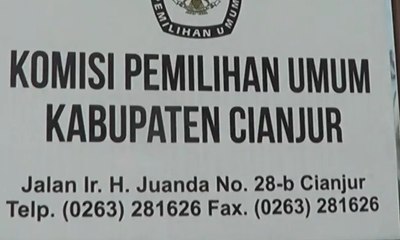 PEMILIHAN UMUM
KOMISI PEMILIHAN UMUM
KABUPATEN CIANJUR
Jalan Ir. H. Juanda No. 28-b Cianjur
Telp. (0263) 281626 Fax. (0263) 281626